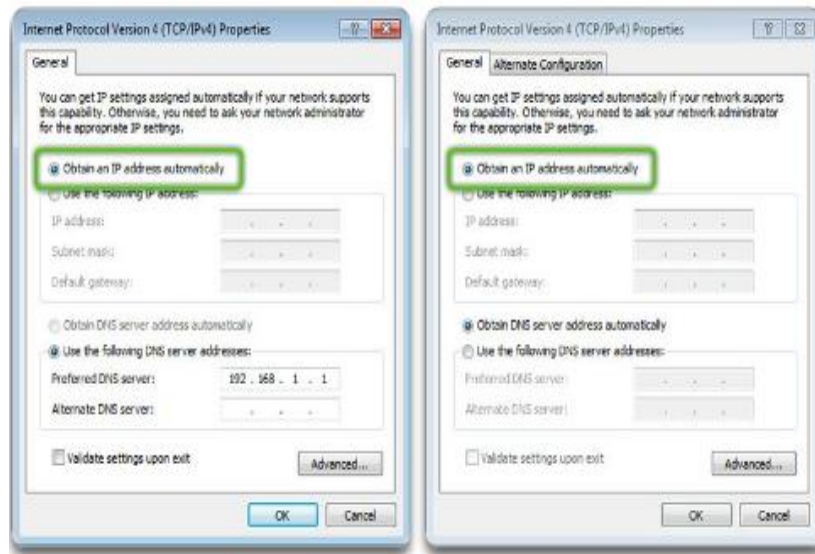 Internet Protocol Version 4 (TCP/IPv4) Properties
General
You can get IP settings assigned automatically if your network supports
this capability. Otherwise, you need to ask your network administrator
for the appropriate IP settings.
Obtain an IP address automatically
Use the following IP address:
IP address:
Subnet mask:
Default gateway:
Obtain DNS server address automatically
Use the following DNS server addresses:
Preferred DNS server:
192 . 168 . 1 . 1
Alternate DNS server:
Validate settings upon exit
Advanced...
OK
Cancel
Internet Protocol Version 4 (TCP/IPv4) Properties
General
Alternate Configuration
You can get IP settings assigned automatically if your network supports
this capability. Otherwise, you need to ask your network administrator
for the appropriate IP settings.
Obtain an IP address automatically
Use the following IP address:
IP address:
Subnet mask:
Default gateway:
Obtain DNS server address automatically
Use the following DNS server addresses:
Preferred DNS server:
Alternate DNS server:
Validate settings upon exit
Advanced...
OK
Cancel